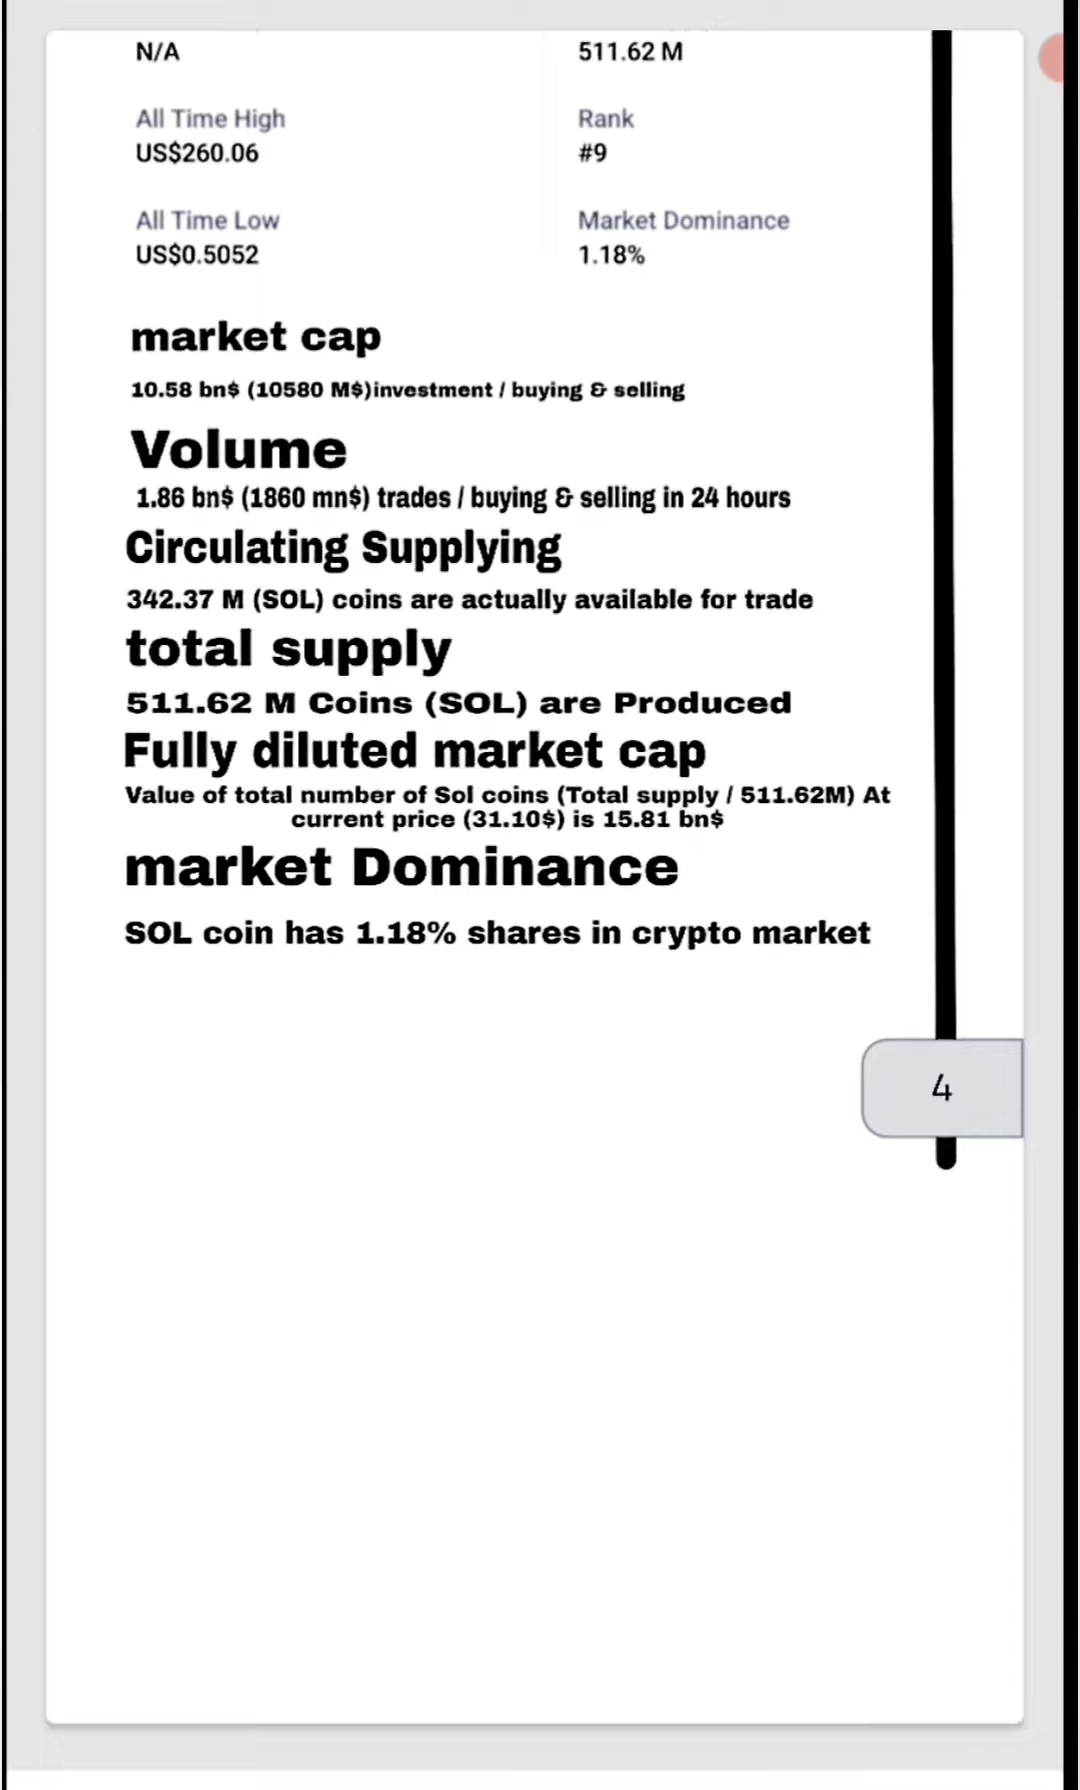 N/A
511.62 M
All Time High
Rank
US$260.06
#9
All Time Low
Market Dominance
US$0.5052
1.18%
market cap
10.58 bn$ (10580 M$)investment / buying & selling
Volume
1.86 bn$ (1860 mn$) trades / buying & selling in 24 hours
Circulating Supplying
342.37 M (SOL) coins are actually available for trade
total supply
511.62 M Coins (SOL) are Produced
Fully diluted market cap
Value of total number of Sol coins (Total supply / 511.62M) At
current price (31.10$) is 15.81 bn$
market Dominance
SOL coin has 1.18% shares in crypto market
4